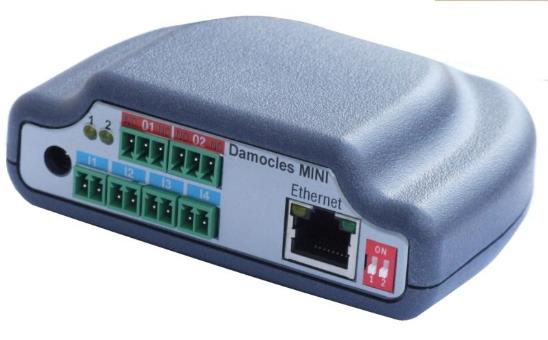 1 2
O1 O2
Damocles MINI
I1 I2 I3 I4
Ethernet
ON
1 2